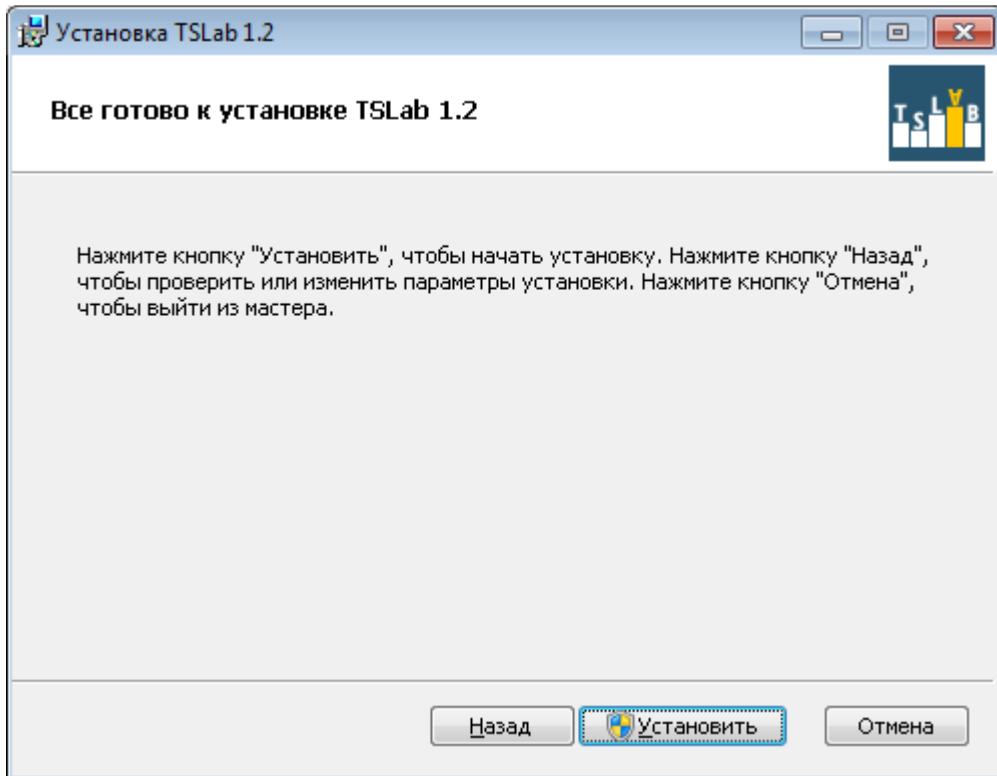 Установка TSLab 1.2
Все готово к установке TSLab 1.2
TSLAB
Нажмите кнопку "Установить", чтобы начать установку. Нажмите кнопку "Назад",
чтобы проверить или изменить параметры установки. Нажмите кнопку "Отмена",
чтобы выйти из мастера.
Назад
Установить
Отмена